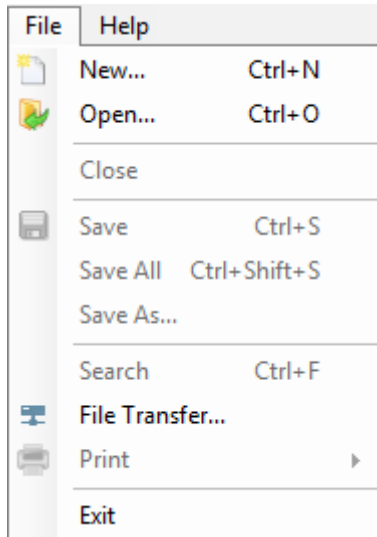 File Help
New... Ctrl+N
Open... Ctrl+O
Close
Save Ctrl+S
Save All Ctrl+Shift+S
Save As...
Search Ctrl+F
File Transfer...
Print
Exit